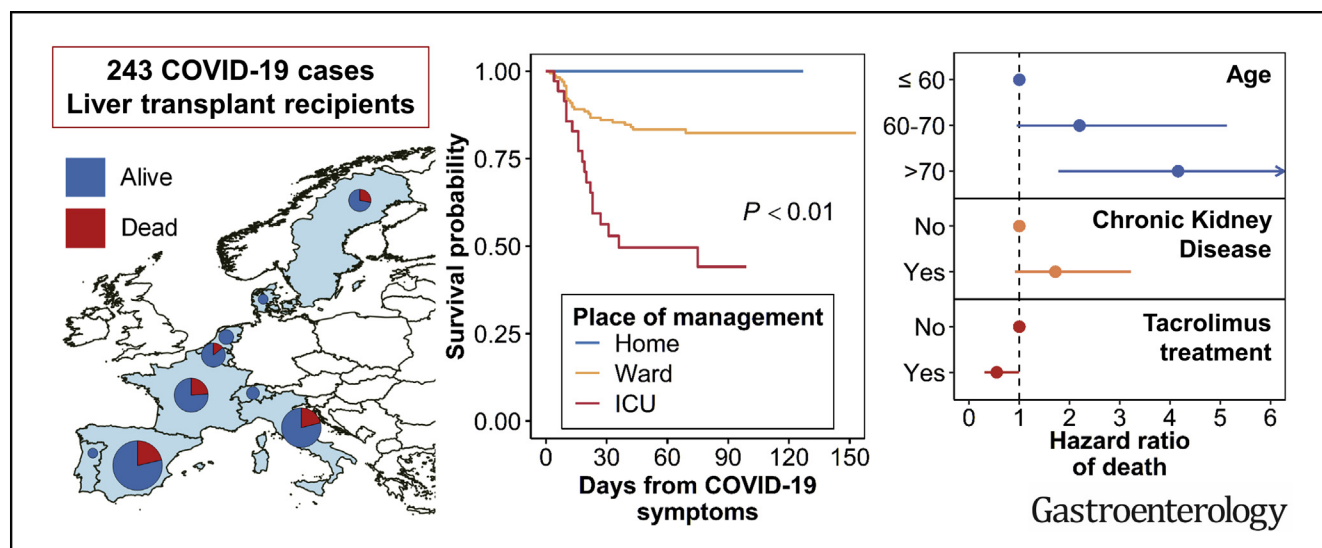 243 COVID-19 cases
Liver transplant recipients
Alive
Dead
Survival probability
1.00
0.75
0.50
0.25
0.00
P < 0.01
Place of management
Home
Ward
ICU
0 30 60 90 120 150
Days from COVID-19
symptoms
Age
≤ 60
60-70
>70
Chronic Kidney
Disease
No
Yes
Tacrolimus
treatment
No
Yes
0 1 2 3 4 5 6
Hazard ratio
of death
Gastroenterology